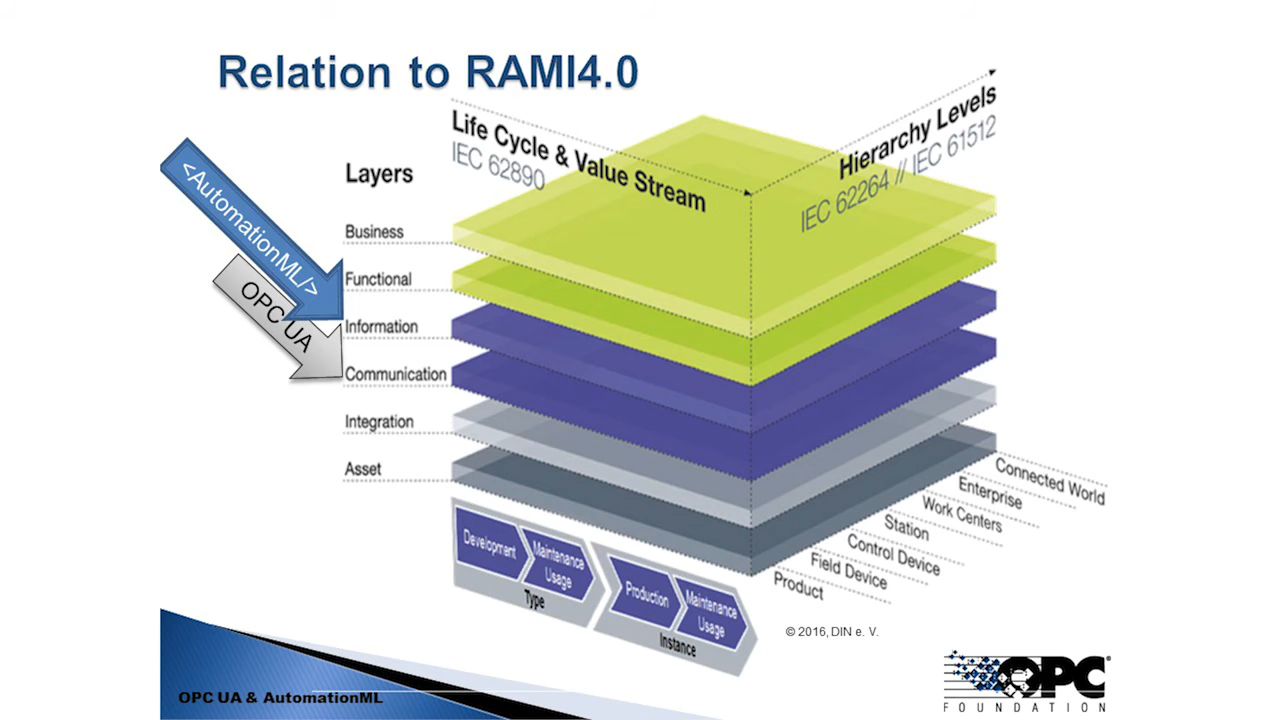 Relation to RAMI4.0
Life Cycle & Value Stream
IEC 62890
Hierarchy Levels
IEC 62264 // IEC 61512
<AutomationML/>
OPC UA
Layers
Business
Functional
Information
Communication
Integration
Asset
Connected World
Enterprise
Work Centers
Station
Control Device
Field Device
Product
Development
Maintenance
Usage
Type
Production
Maintenance
Usage
Instance
© 2016, DIN e. V.
OPC UA & AutomationML
OPC®
FOUNDATION